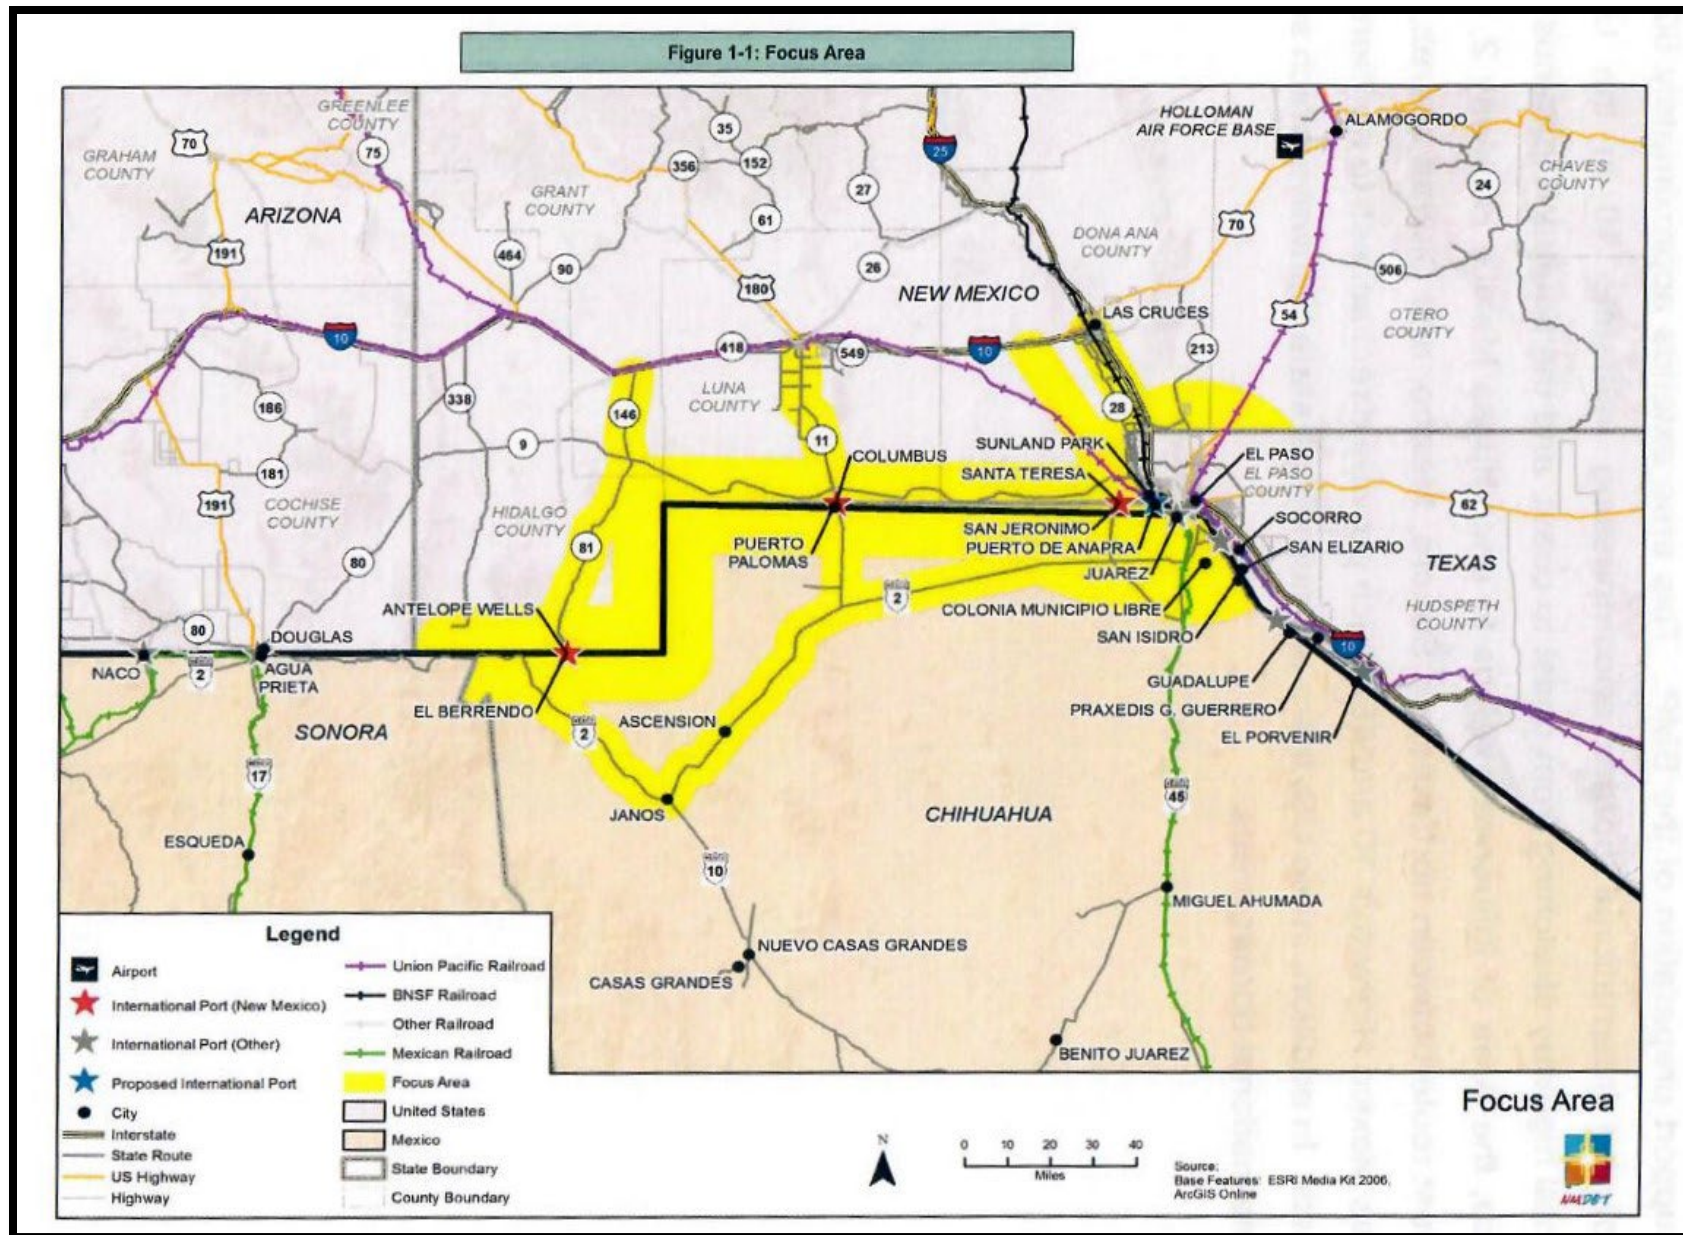 Figure 1-1: Focus Area
GREENLEE
COUNTY
GRAHAM
COUNTY
70
75
ARIZONA
191
GRANT
COUNTY
464
90
35
356
152
61
27
26
180
25
NEW MEXICO
HOLLOMAN
AIR FORCE BASE
ALAMOGORDO
CHAVES
COUNTY
24
DONA ANA
COUNTY
70
506
54
OTERO
COUNTY
LAS CRUCES
213
10
418
549
10
LUNA
COUNTY
338
146
186
9
181
191
COCHISE
COUNTY
HIDALGO
COUNTY
11
28
COLUMBUS
SUNLAND PARK
SANTA TERESA
EL PASO
EL PASO
COUNTY
62
SAN JERONIMO
PUERTO DE ANAPRA
JUAREZ
SOCORRO
SAN ELIZARIO
TEXAS
HUDSPETH
COUNTY
PUERTO
PALOMAS
81
80
2
COLONIA MUNICIPIO LIBRE
SAN ISIDRO
ANTELOPE WELLS
80
DOUGLAS
NACO
2
AGUA
PRIETA
10
GUADALUPE
PRAXEDIS G. GUERRERO
EL PORVENIR
EL BERRENDO
2
ASCENSION
SONORA
17
45
JANOS
CHIHUAHUA
ESQUEDA
10
MIGUEL AHUMADA
NUEVO CASAS GRANDES
CASAS GRANDES
BENITO JUAREZ
Legend
Airport
International Port (New Mexico)
International Port (Other)
Proposed International Port
City
Interstate
State Route
US Highway
Highway
Union Pacific Railroad
BNSF Railroad
Other Railroad
Mexican Railroad
Focus Area
United States
Mexico
State Boundary
County Boundary
N
0 10 20 30 40
Miles
Source:
Base Features: ESRI Media Kit 2006,
ArcGIS Online
Focus Area
NMDOT